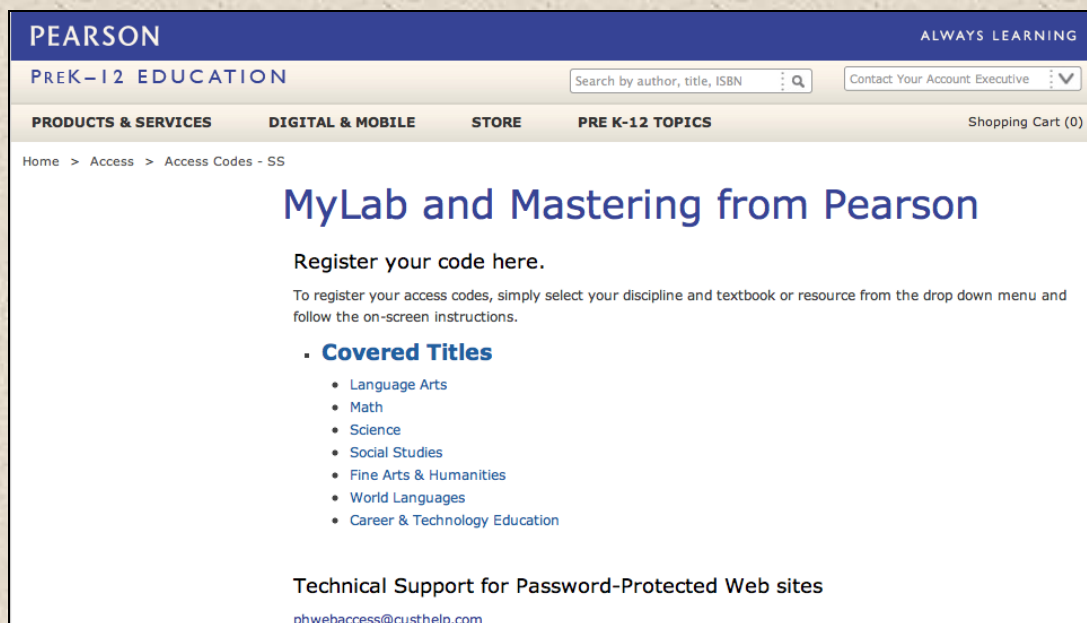 PEARSON
ALWAYS LEARNING
PREK–12 EDUCATION
Search by author, title, ISBN
Contact Your Account Executive
PRODUCTS & SERVICES
DIGITAL & MOBILE
STORE
PRE K-12 TOPICS
Shopping Cart (0)
Home > Access > Access Codes - SS
MyLab and Mastering from Pearson
Register your code here.
To register your access codes, simply select your discipline and textbook or resource from the drop down menu and
follow the on-screen instructions.
Covered Titles
Language Arts
Math
Science
Social Studies
Fine Arts & Humanities
World Languages
Career & Technology Education
Technical Support for Password-Protected Web sites
phwebaccess@custhelp.com